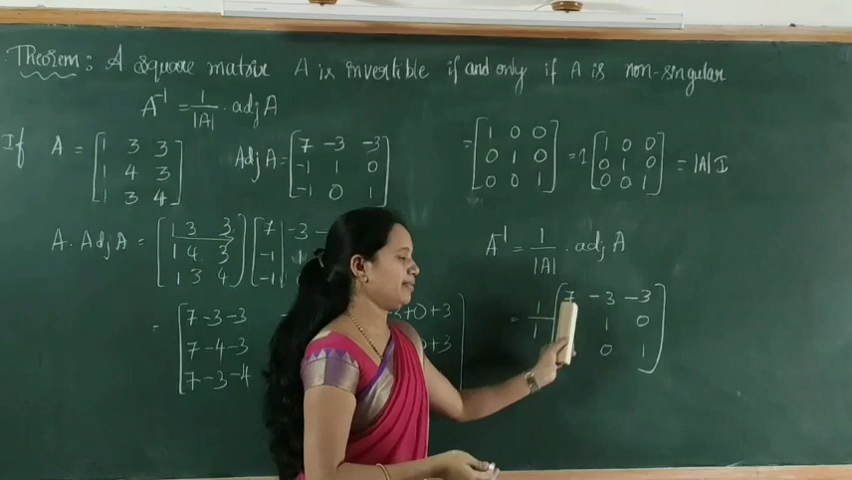 Theorem: A square matrix A is invertible if and only if A is non-singular
A⁻¹ = 1/|A| . adj A
If A = [1 3 3
1 4 3
1 3 4]
Adj A = [7 -3 -3
-1 1 0
-1 0 1]
A. Adj A = [1 3 3
1 4 3
1 3 4] [7 -3
-1
-1
= [7-3-3 +0+3
7-4-3 +3
7-3-4 ]
= [1 0 0
0 1 0
0 0 1] = 1 [1 0 0
0 1 0
0 0 1] = |A| I
A⁻¹ = 1/|A| . adj A
= 1/1 [7 -3 -3
1 0
0 1]